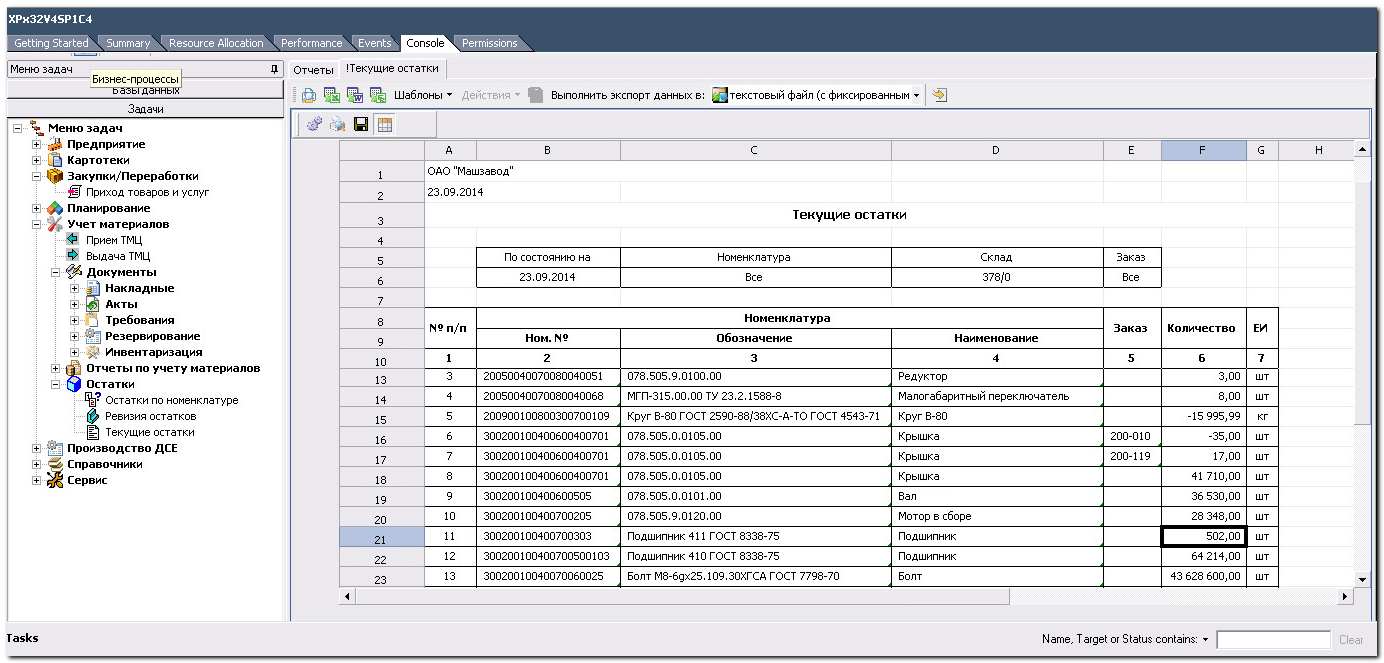 XPx32V4SP1C4
Getting Started Summary Resource Allocation Performance Events Console Permissions
Меню задач
Бизнес-процессы
Базы данных
Задачи
Меню задач
Предприятие
Картотеки
Закупки/Переработки
Приход товаров и услуг
Планирование
Учет материалов
Прием ТМЦ
Выдача ТМЦ
Документы
Накладные
Акты
Требования
Резервирование
Инвентаризация
Отчеты по учету материалов
Остатки
Остатки по номенклатуре
Ревизия остатков
Текущие остатки
Производство ДСЕ
Справочники
Сервис
Отчеты !Текущие остатки
Шаблоны Действия Выполнить экспорт данных в: текстовый файл (с фиксированным
A B C D E F G H
1 ОАО "Машзавод"
2 23.09.2014
3 Текущие остатки
4
5 По состоянию на Номенклатура Склад Заказ
6 23.09.2014 Все 378/0 Все
7
8 № п/п Номенклатура Заказ Количество ЕИ
9 Ном. № Обозначение Наименование
10 1 2 3 4 5 6 7
13 3 20050040070080040051 078.505.9.0100.00 Редуктор 3,00 шт
14 4 20050040070080040068 МГП-315.00.00 ТУ 23.2.1588-8 Малогабаритный переключатель 8,00 шт
15 5 200900100800300700109 Круг В-80 ГОСТ 2590-88/38ХС-А-ТО ГОСТ 4543-71 Круг В-80 -15 995,99 кг
16 6 300200100400600400701 078.505.0.0105.00 Крышка 200-010 -35,00 шт
17 7 300200100400600400701 078.505.0.0105.00 Крышка 200-119 17,00 шт
18 8 300200100400600400701 078.505.0.0105.00 Крышка 41 710,00 шт
19 9 300200100400600505 078.505.0.0101.00 Вал 36 530,00 шт
20 10 300200100400700205 078.505.9.0120.00 Мотор в сборе 28 348,00 шт
21 11 300200100400700303 Подшипник 411 ГОСТ 8338-75 Подшипник 502,00 шт
22 12 300200100400700500103 Подшипник 410 ГОСТ 8338-75 Подшипник 64 214,00 шт
23 13 30020010040070060025 Болт М8-6gх25.109.30ХГСА ГОСТ 7798-70 Болт 43 628 600,00 шт
Tasks
Name, Target or Status contains: Clear